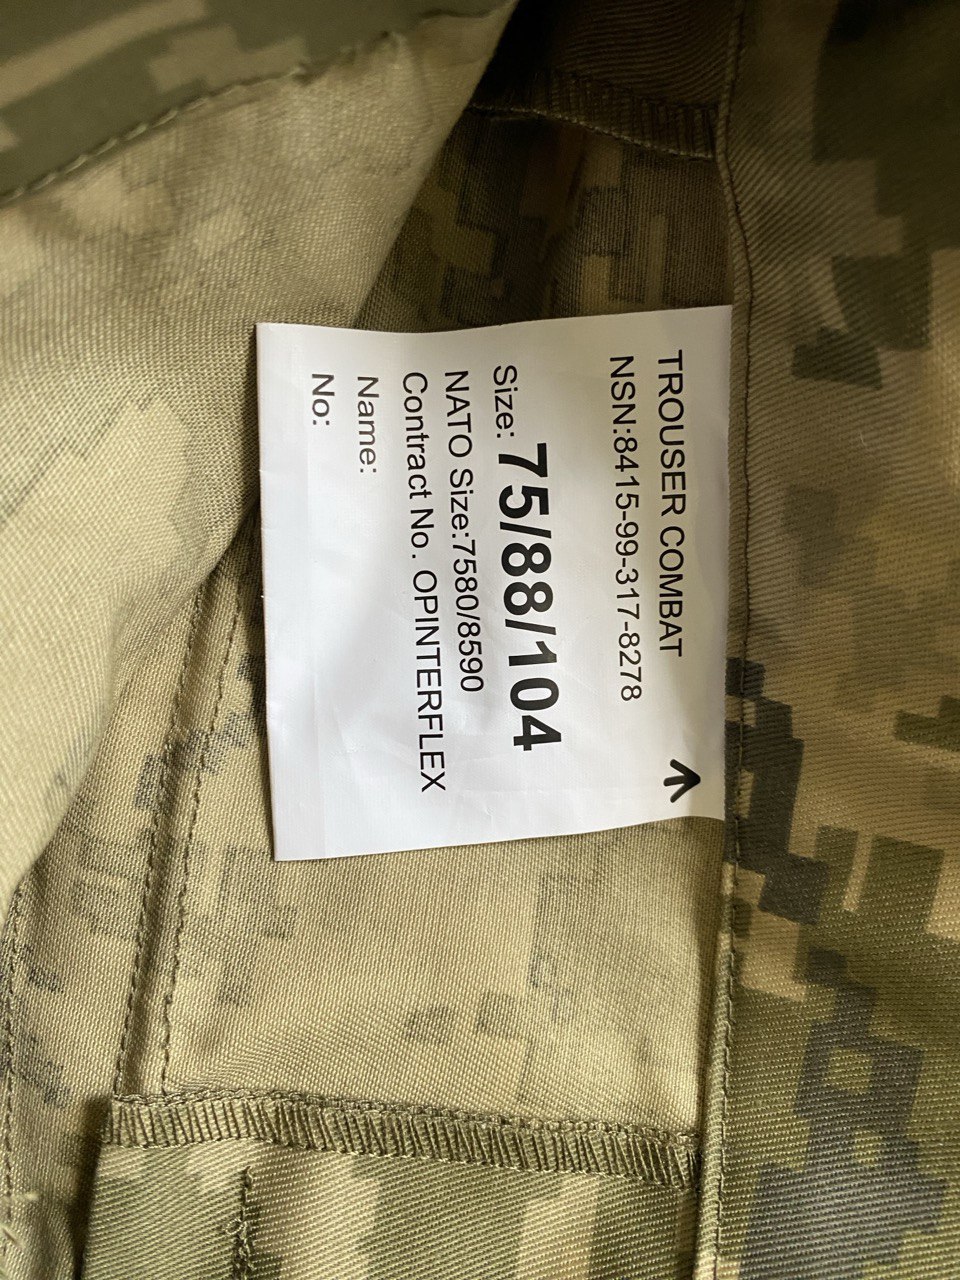 TROUSER COMBAT
NSN:8415-99-317-8278
Size: 75/88/104
NATO Size:7580/8590
Contract No. OPINTERFLEX
Name:
No: